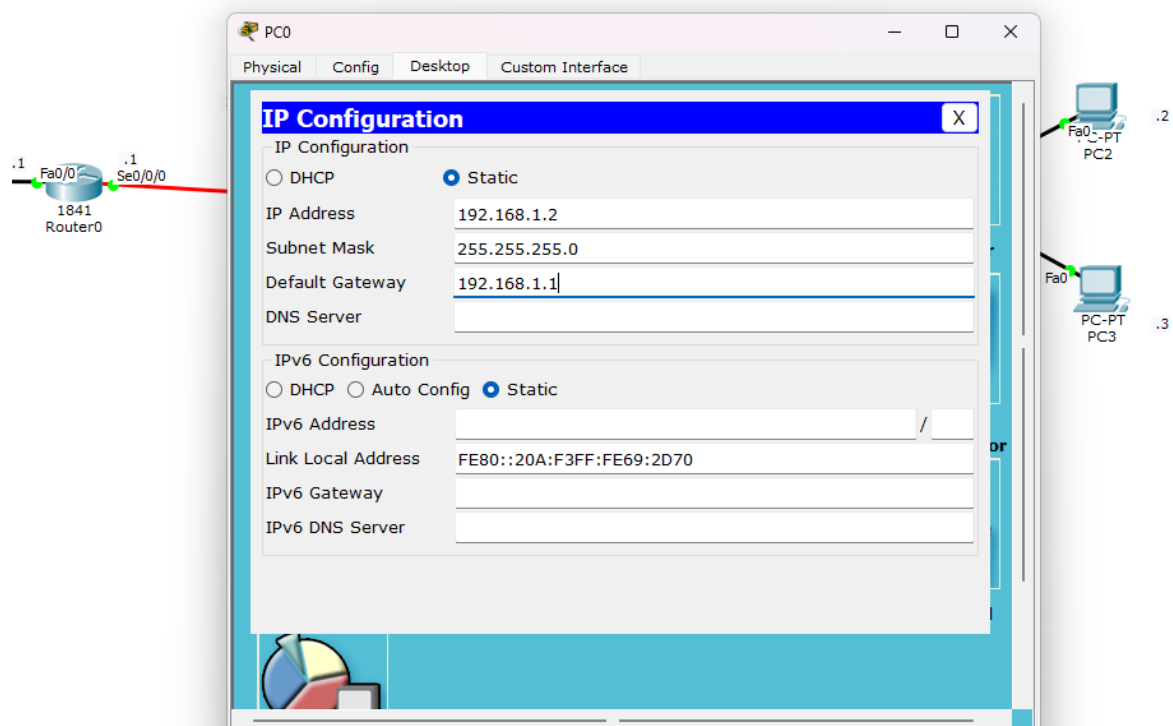 PC0
Physical Config Desktop Custom Interface
IP Configuration X
IP Configuration
DHCP Static
IP Address 192.168.1.2
Subnet Mask 255.255.255.0
Default Gateway 192.168.1.1
DNS Server
IPv6 Configuration
DHCP Auto Config Static
IPv6 Address /
Link Local Address FE80::20A:F3FF:FE69:2D70
IPv6 Gateway
IPv6 DNS Server
.1 Fa0/0 .1 Se0/0/0
1841
Router0
Fa0 PC-PT .2
PC2
Fa0
PC-PT .3
PC3
or